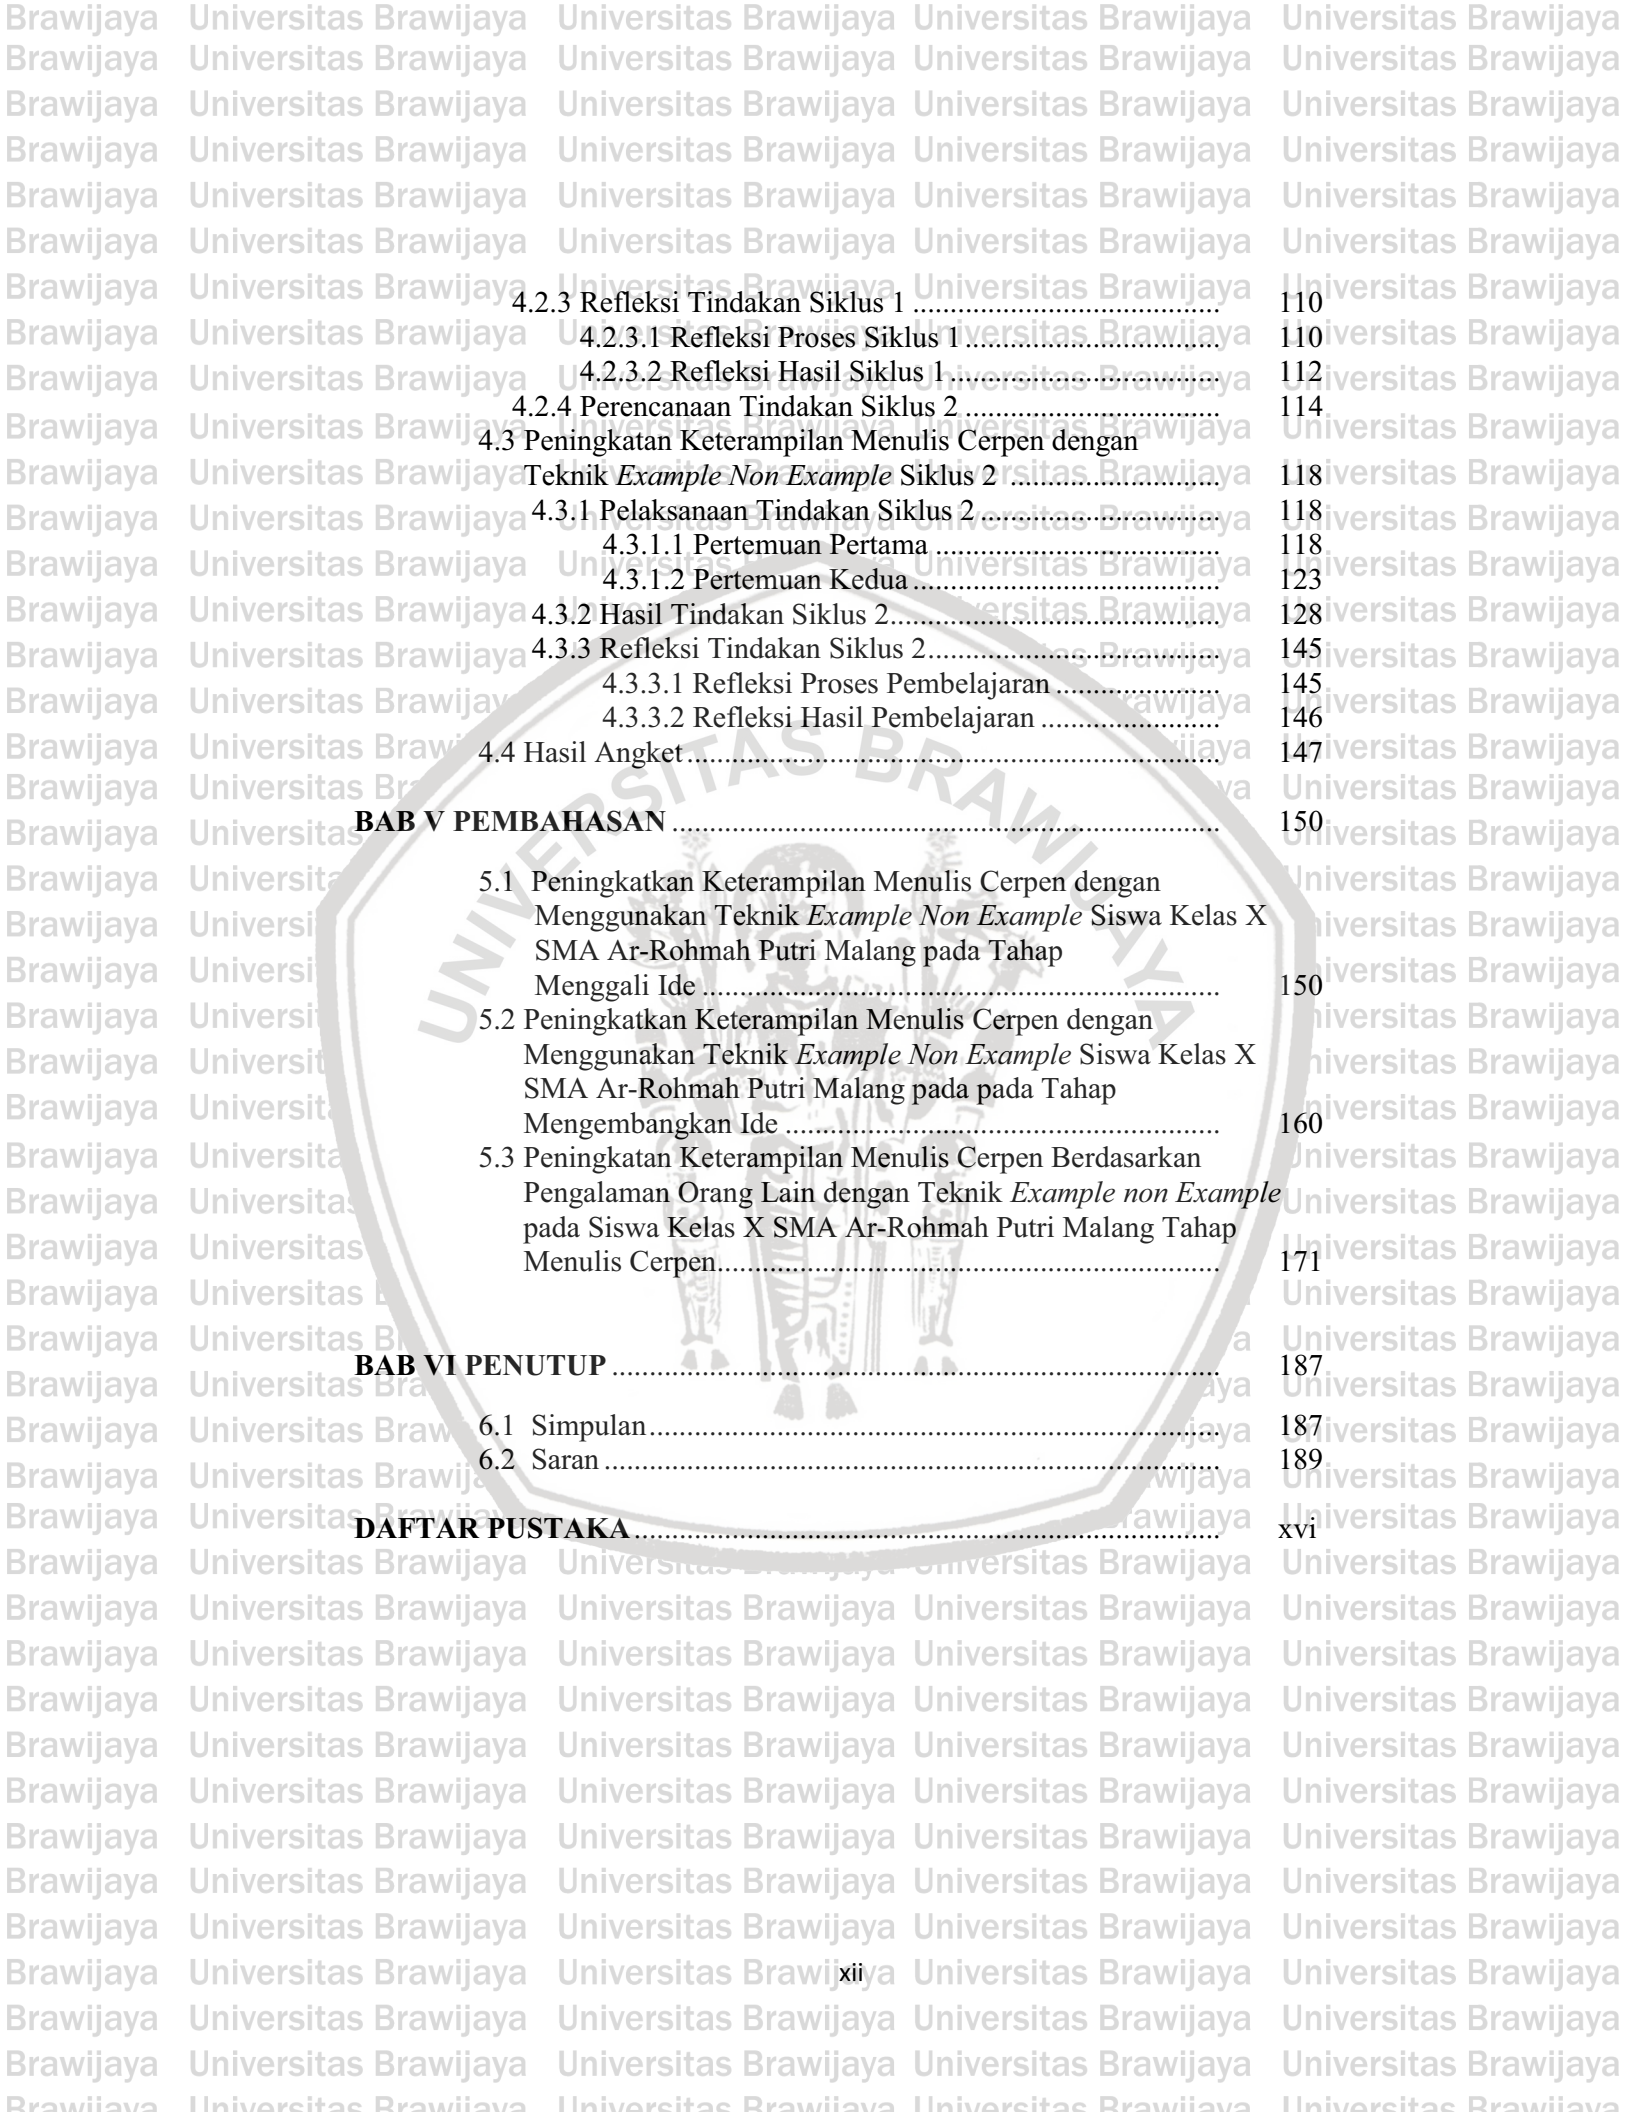 4.2.3 Refleksi Tindakan Siklus 1 ......................................... 110
4.2.3.1 Refleksi Proses Siklus 1 .................................. 110
4.2.3.2 Refleksi Hasil Siklus 1 .................................... 112
4.2.4 Perencanaan Tindakan Siklus 2 .................................. 114
4.3 Peningkatan Keterampilan Menulis Cerpen dengan
Teknik Example Non Example Siklus 2 ............................ 118
4.3.1 Pelaksanaan Tindakan Siklus 2 ................................ 118
4.3.1.1 Pertemuan Pertama ...................................... 118
4.3.1.2 Pertemuan Kedua ......................................... 123
4.3.2 Hasil Tindakan Siklus 2............................................ 128
4.3.3 Refleksi Tindakan Siklus 2....................................... 145
4.3.3.1 Refleksi Proses Pembelajaran ...................... 145
4.3.3.2 Refleksi Hasil Pembelajaran ........................ 146
4.4 Hasil Angket ....................................................................... 147
BAB V PEMBAHASAN ......................................................................... 150
5.1 Peningkatkan Keterampilan Menulis Cerpen dengan
Menggunakan Teknik Example Non Example Siswa Kelas X
SMA Ar-Rohmah Putri Malang pada Tahap
Menggali Ide ..................................................................... 150
5.2 Peningkatkan Keterampilan Menulis Cerpen dengan
Menggunakan Teknik Example Non Example Siswa Kelas X
SMA Ar-Rohmah Putri Malang pada pada Tahap
Mengembangkan Ide .......................................................... 160
5.3 Peningkatan Keterampilan Menulis Cerpen Berdasarkan
Pengalaman Orang Lain dengan Teknik Example non Example
pada Siswa Kelas X SMA Ar-Rohmah Putri Malang Tahap
Menulis Cerpen................................................................... 171
BAB VI PENUTUP ................................................................................. 187
6.1 Simpulan............................................................................ 187
6.2 Saran .................................................................................. 189
DAFTAR PUSTAKA .............................................................................. xvi
xii